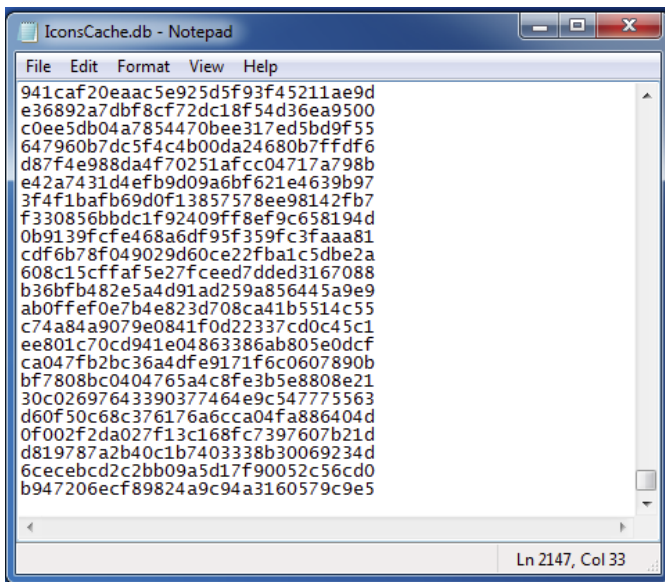 IconsCache.db - Notepad
File Edit Format View Help
941caf20eaac5e925d5f93f45211ae9d
e36892a7dbf8cf72dc18f54d36ea9500
c0ee5db04a7854470bee317ed5bd9f55
647960b7dc5f4c4b00da24680b7ffdf6
d87f4e988da4f70251afcc04717a798b
e42a7431d4efb9d09a6bf621e4639b97
3f4f1bafb69d0f13857578ee98142fb7
f330856bbdc1f92409ff8ef9c658194d
0b9139fcfe468a6df95f359fc3faaa81
cdf6b78f049029d60ce22fba1c5dbe2a
608c15cffaf5e27fceed7dded3167088
b36bfb482e5a4d91ad259a856445a9e9
ab0ffef0e7b4e823d708ca41b5514c55
c74a84a9079e0841f0d22337cd0c45c1
ee801c70cd941e04863386ab805e0dcf
ca047fb2bc36a4dfe9171f6c0607890b
bf7808bc0404765a4c8fe3b5e8808e21
30c02697643390377464e9c547775563
d60f50c68c376176a6cca04fa886404d
0f002f2da027f13c168fc7397607b21d
d819787a2b40c1b7403338b30069234d
6cecebcd2c2bb09a5d17f90052c56cd0
b947206ecf89824a9c94a3160579c9e5
Ln 2147, Col 33